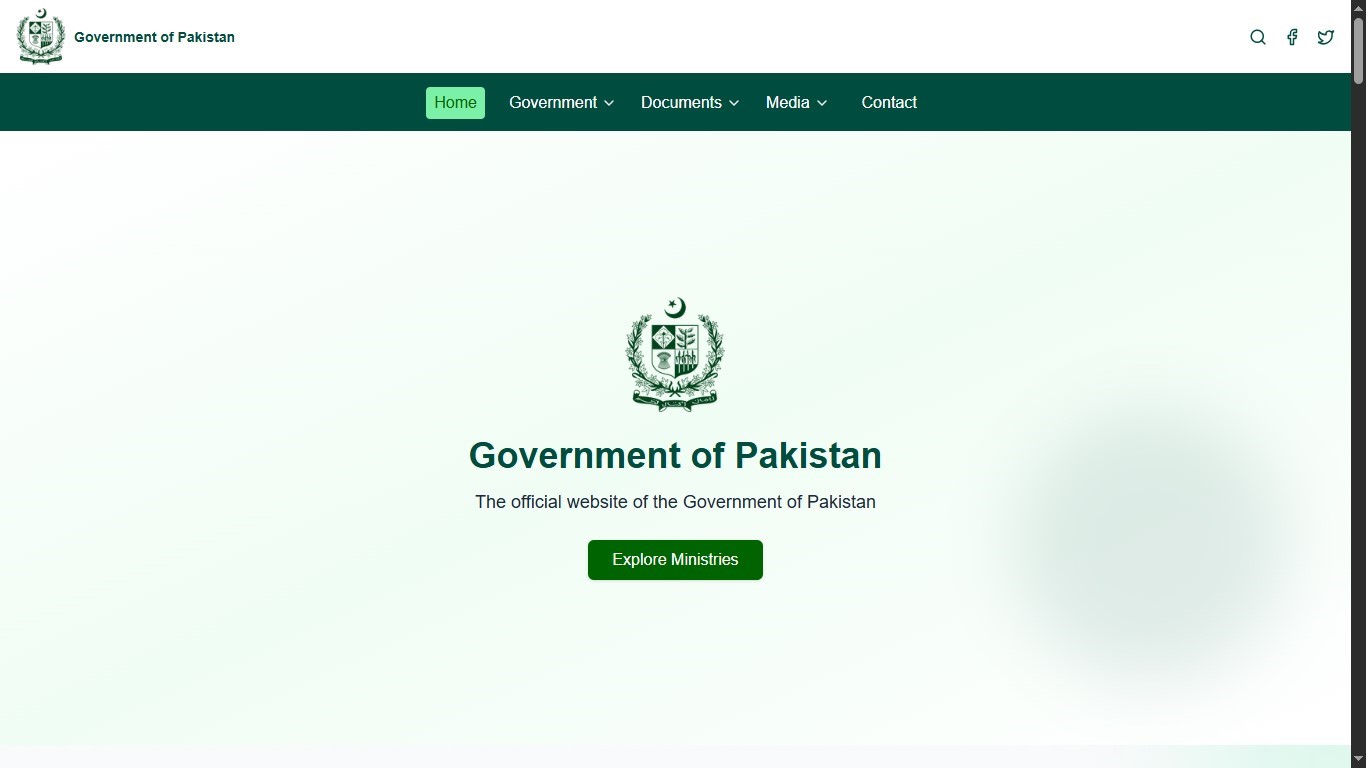 Government of Pakistan
Home Government Documents Media Contact
Government of Pakistan
The official website of the Government of Pakistan
Explore Ministries